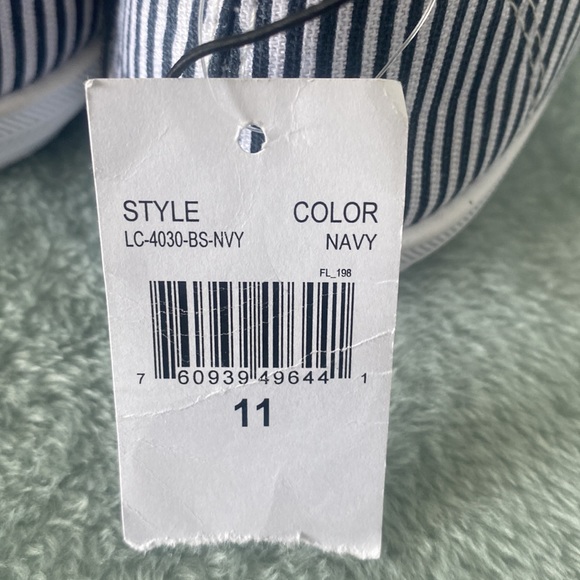 STYLE COLOR
LC-4030-BS-NVY NAVY
FL_198
7 60939 49644 1
11